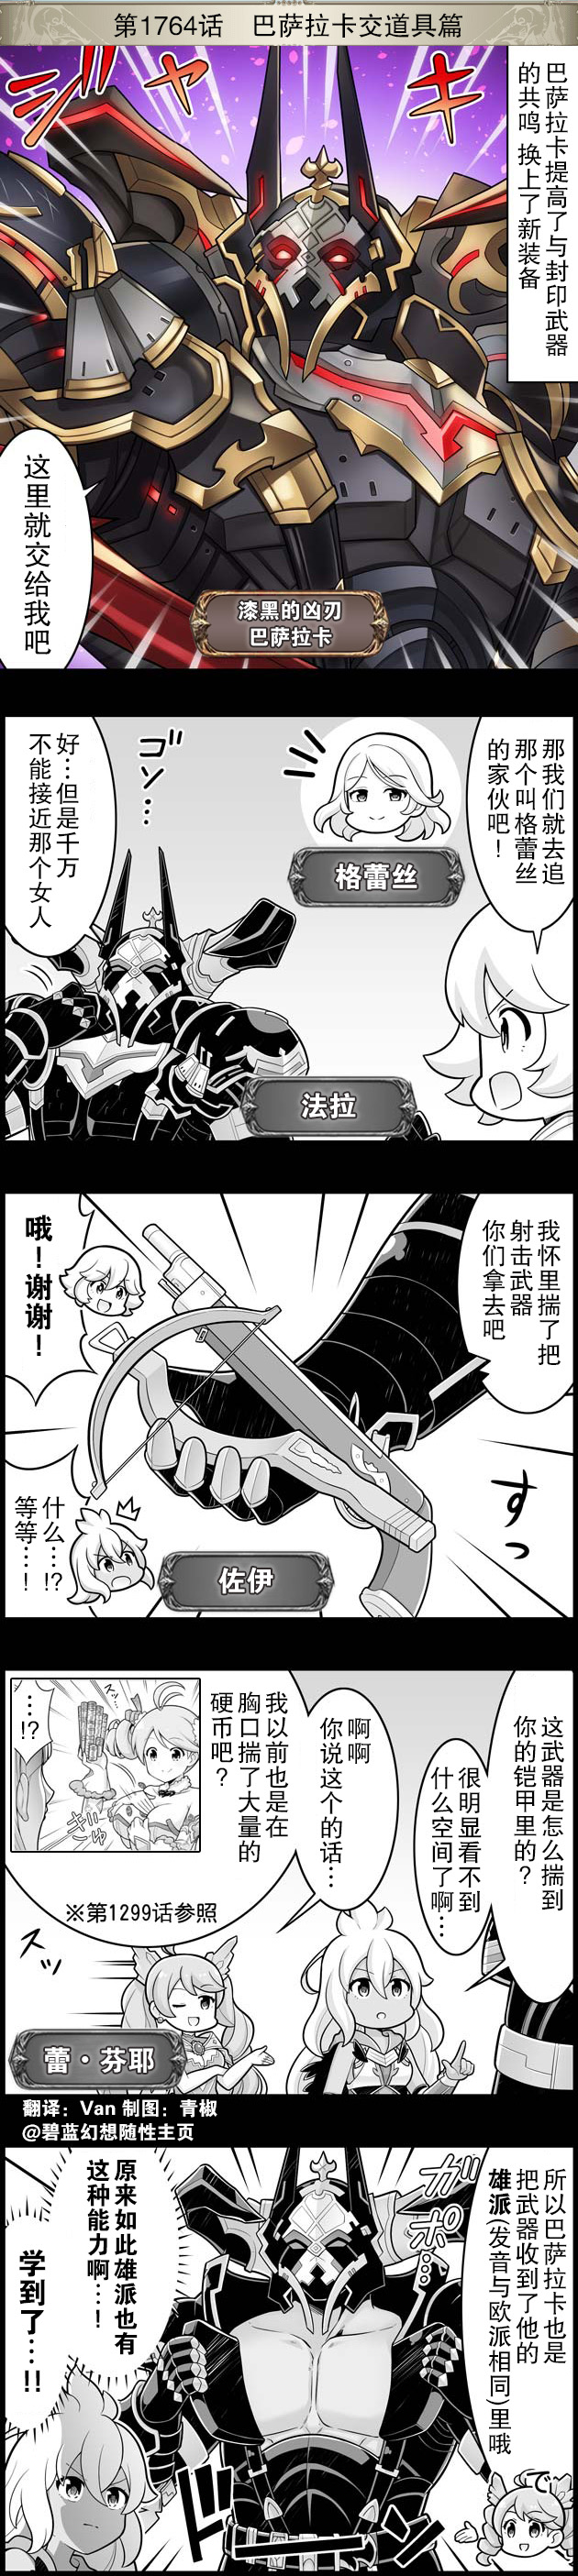 第1764话　巴萨拉卡交道具篇
巴萨拉卡提高了与封印武器
的共鸣 换上了新装备
キッ
ギッ
这里就交给我吧
漆黑的凶刃
巴萨拉卡
那我们就去追
那个叫格蕾丝
的家伙吧！
格蕾丝
ゴソ…
好…但是千万
不能接近那个女人
法拉
我怀里揣了把
射击武器
你们拿去吧
哦！谢谢！
すっ
什么…!?
等等…！
佐伊
这武器是怎么揣到
你的铠甲里的？
很明显看不到
什么空间了啊…
啊啊
你说这个的话…
我以前也是在
胸口揣了大量的
硬币吧？
…!?
スッ…
ぎゅ
※第1299话参照
スッ
蕾·芬耶
翻译：Van 制图：青椒
@碧蓝幻想随性主页
所以巴萨拉卡也是
把武器收到了他的
雄派(发音与欧派相同)里哦
ガポ…
原来如此雄派也有
这种能力啊…！
学到了…!!
で
ドン